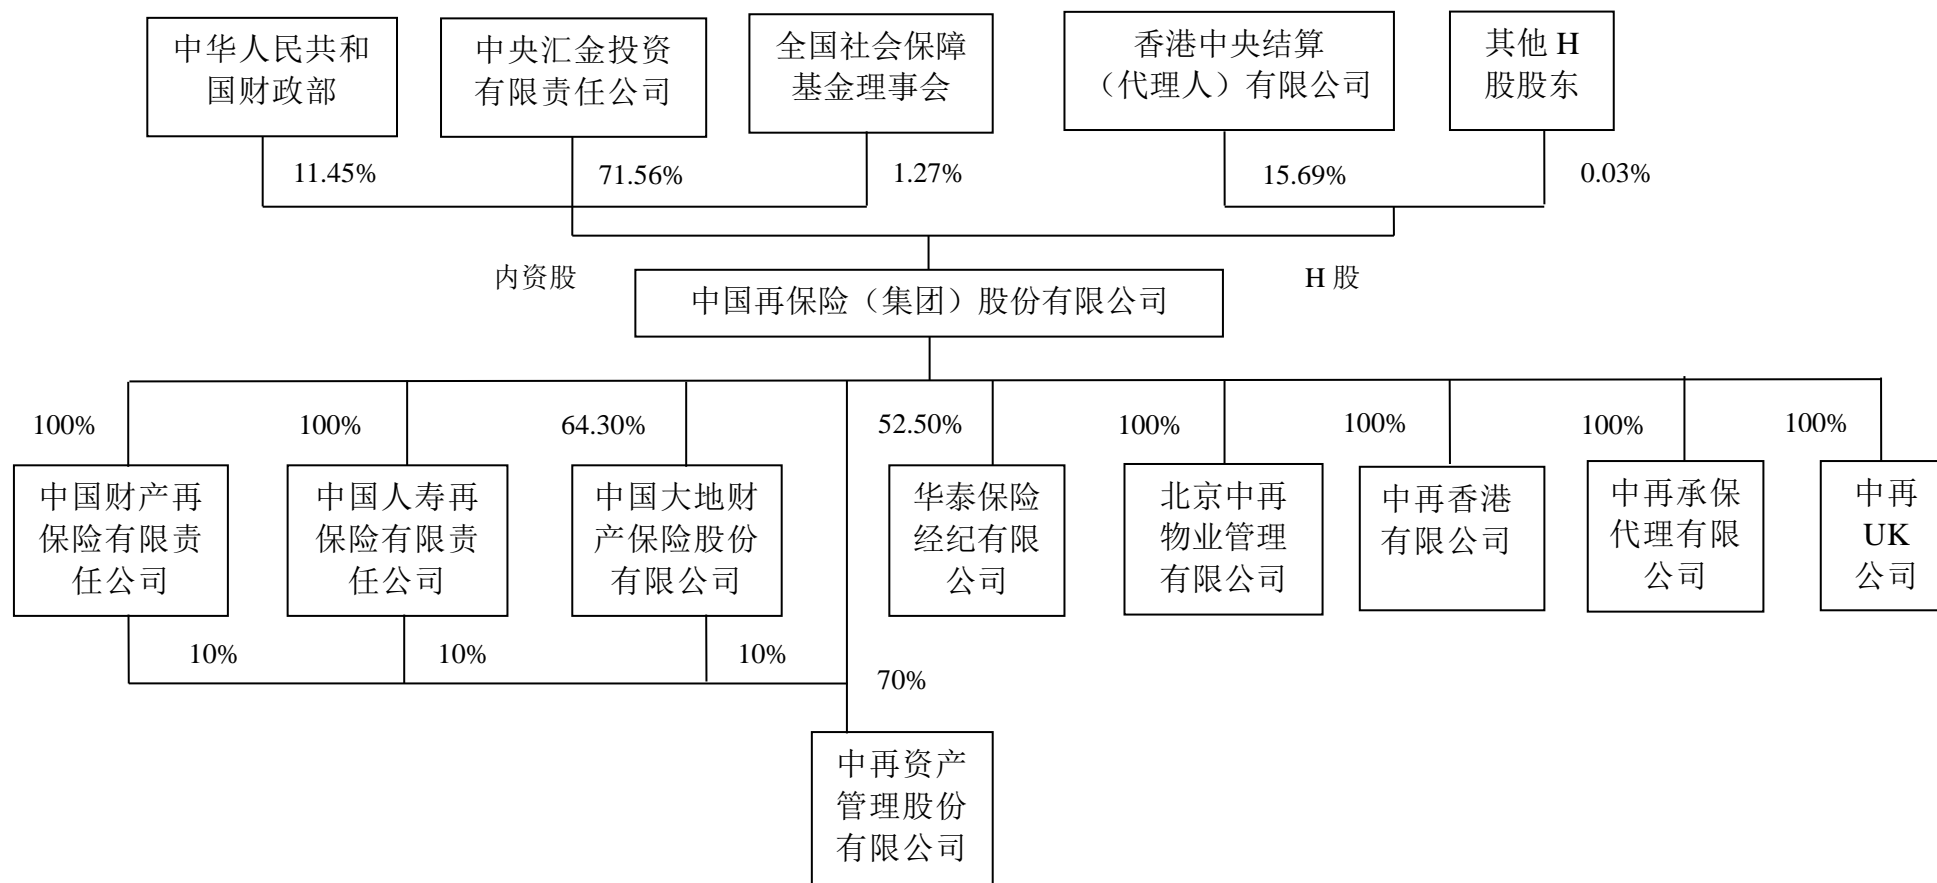 中华人民共和
国财政部
中央汇金投资
有限责任公司
全国社会保障
基金理事会
香港中央结算
（代理人）有限公司
其他 H
股股东
11.45%
71.56%
1.27%
15.69%
0.03%
内资股
H 股
中国再保险（集团）股份有限公司
100%
100%
64.30%
52.50%
100%
100%
100%
100%
中国财产再
保险有限责
任公司
中国人寿再
保险有限责
任公司
中国大地财
产保险股份
有限公司
华泰保险
经纪有限
公司
北京中再
物业管理
有限公司
中再香港
有限公司
中再承保
代理有限
公司
中再
UK
公司
10%
10%
10%
70%
中再资产
管理股份
有限公司